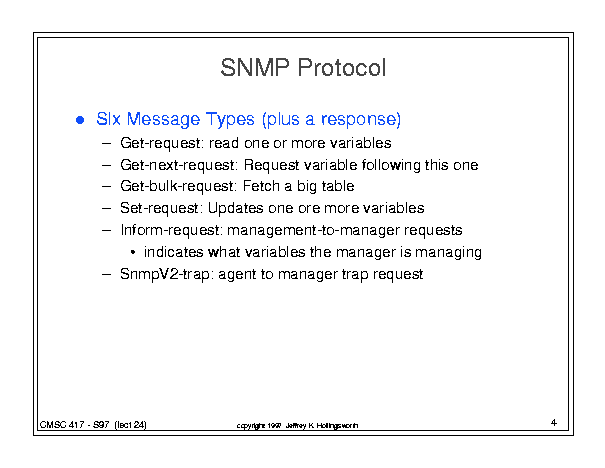 SNMP Protocol
● SIx Message Types (plus a response)
– Get-request: read one or more variables
– Get-next-request: Request variable following this one
– Get-bulk-request: Fetch a big table
– Set-request: Updates one ore more variables
– Inform-request: management-to-manager requests
• indicates what variables the manager is managing
– SnmpV2-trap: agent to manager trap request
CMSC 417 - S97 (lect24)
copyright 1997 Jeffrey K. Hollingsworth
4